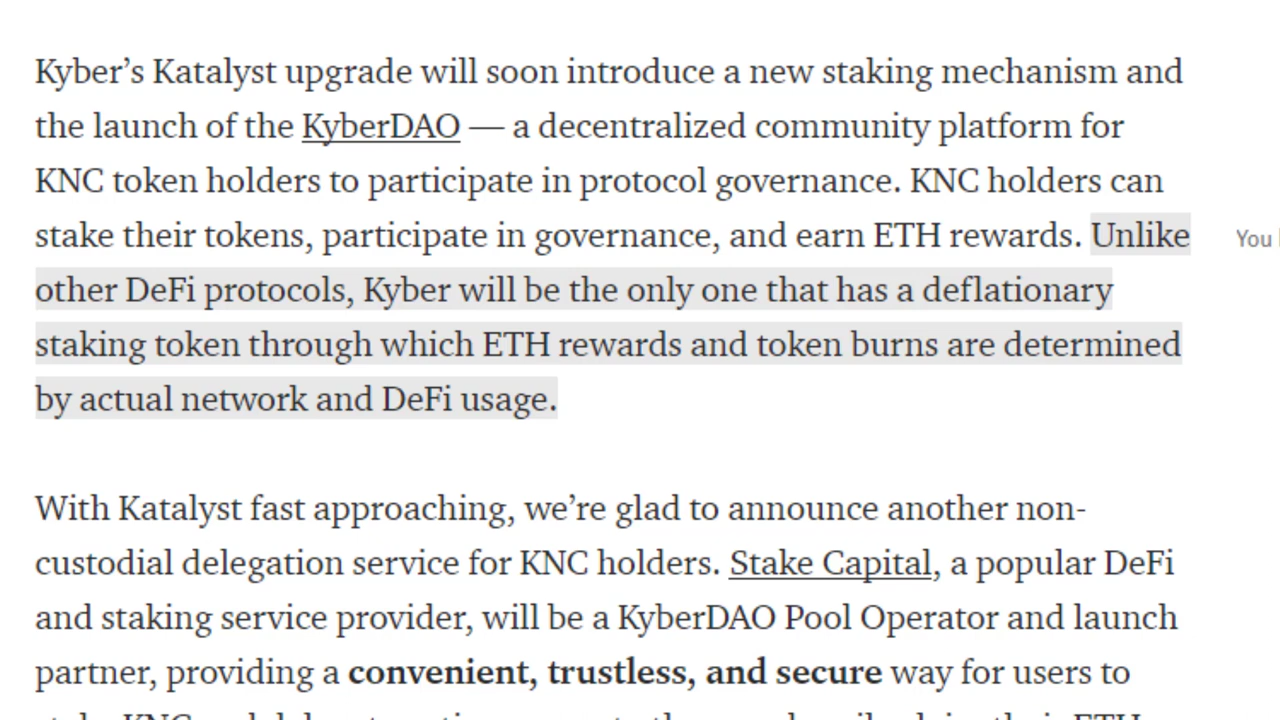 Kyber’s Katalyst upgrade will soon introduce a new staking mechanism and
the launch of the KyberDAO — a decentralized community platform for
KNC token holders to participate in protocol governance. KNC holders can
stake their tokens, participate in governance, and earn ETH rewards. Unlike
You
other DeFi protocols, Kyber will be the only one that has a deflationary
staking token through which ETH rewards and token burns are determined
by actual network and DeFi usage.
With Katalyst fast approaching, we’re glad to announce another non-
custodial delegation service for KNC holders. Stake Capital, a popular DeFi
and staking service provider, will be a KyberDAO Pool Operator and launch
partner, providing a convenient, trustless, and secure way for users to